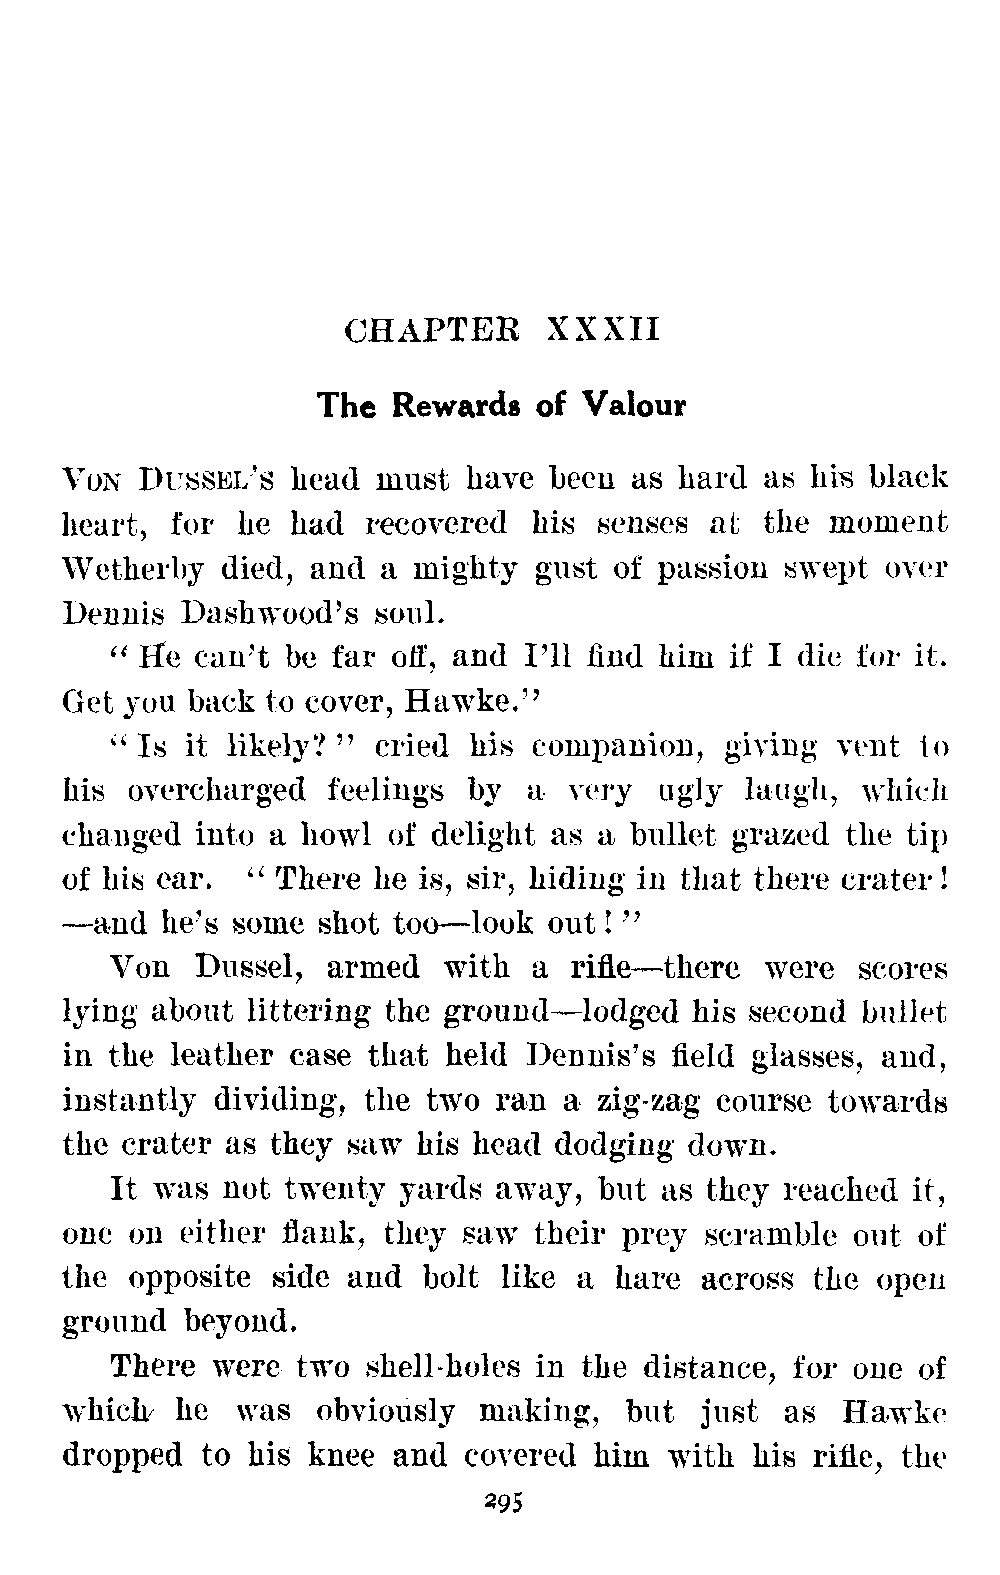 CHAPTER XXXII
The Rewards of Valour
VON DUSSEL'S head must have been as hard as his black
heart, for he had recovered his senses at the moment
Wetherby died, and a mighty gust of passion swept over
Dennis Dashwood's soul.
“ He can't be far off, and I'll find him if I die for it.
Get you back to cover, Hawke.”
“ Is it likely? ” cried his companion, giving vent to
his overcharged feelings by a very ugly laugh, which
changed into a howl of delight as a bullet grazed the tip
of his ear. “ There he is, sir, hiding in that there crater!
—and he's some shot too—look out! ”
Von Dussel, armed with a rifle—there were scores
lying about littering the ground—lodged his second bullet
in the leather case that held Dennis's field glasses, and,
instantly dividing, the two ran a zig-zag course towards
the crater as they saw his head dodging down.
It was not twenty yards away, but as they reached it,
one on either flank, they saw their prey scramble out of
the opposite side and bolt like a hare across the open
ground beyond.
There were two shell-holes in the distance, for one of
which he was obviously making, but just as Hawke
dropped to his knee and covered him with his rifle, the
295